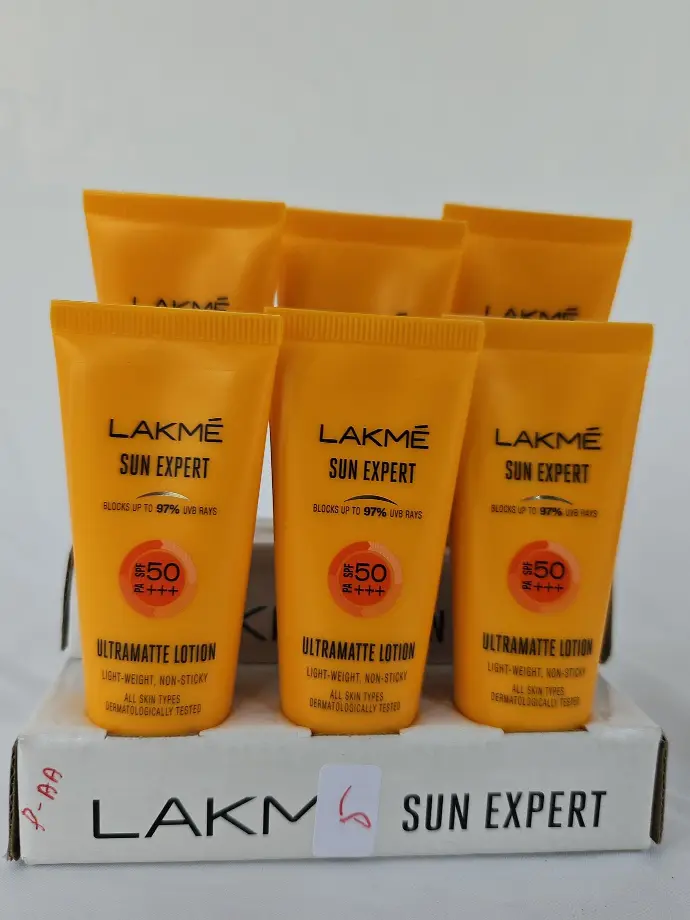 LAKMÉ
LAKMÉ
LAKMÉ
SUN EXPERT
BLOCKS UP TO 97% UVB RAYS
SPF 50
PA +++
ULTRAMATTE LOTION
LIGHT-WEIGHT, NON-STICKY
ALL SKIN TYPES
DERMATOLOGICALLY TESTED
LAKMÉ
SUN EXPERT
BLOCKS UP TO 97% UVB RAYS
SPF 50
PA +++
ULTRAMATTE LOTION
LIGHT-WEIGHT, NON-STICKY
ALL SKIN TYPES
DERMATOLOGICALLY TESTED
LAKMÉ
SUN EXPERT
BLOCKS UP TO 97% UVB RAYS
SPF 50
PA +++
ULTRAMATTE LOTION
LIGHT-WEIGHT, NON-STICKY
ALL SKIN TYPES
DERMATOLOGICALLY TESTED
P-AA
LAKM SUN EXPERT